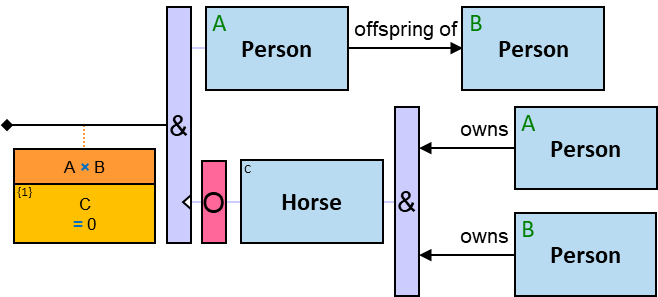 A
Person
offspring of
B
Person
&
A × B
{1}
C
= 0
O
C
Horse
&
owns
A
Person
owns
B
Person